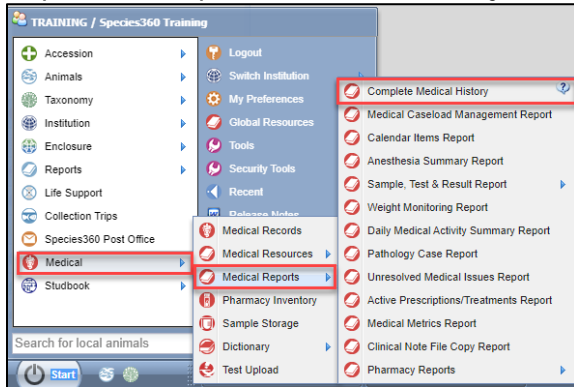 TRAINING / Species360 Training
Accession
Animals
Taxonomy
Institution
Enclosure
Reports
Life Support
Collection Trips
Species360 Post Office
Medical
Studbook
Search for local animals
Start
Logout
Switch Institution
My Preferences
Global Resources
Tools
Security Tools
Recent
Release Notes
Medical Records
Medical Resources
Medical Reports
Pharmacy Inventory
Sample Storage
Dictionary
Test Upload
Complete Medical History
Medical Caseload Management Report
Calendar Items Report
Anesthesia Summary Report
Sample, Test & Result Report
Weight Monitoring Report
Daily Medical Activity Summary Report
Pathology Case Report
Unresolved Medical Issues Report
Active Prescriptions/Treatments Report
Medical Metrics Report
Clinical Note File Copy Report
Pharmacy Reports